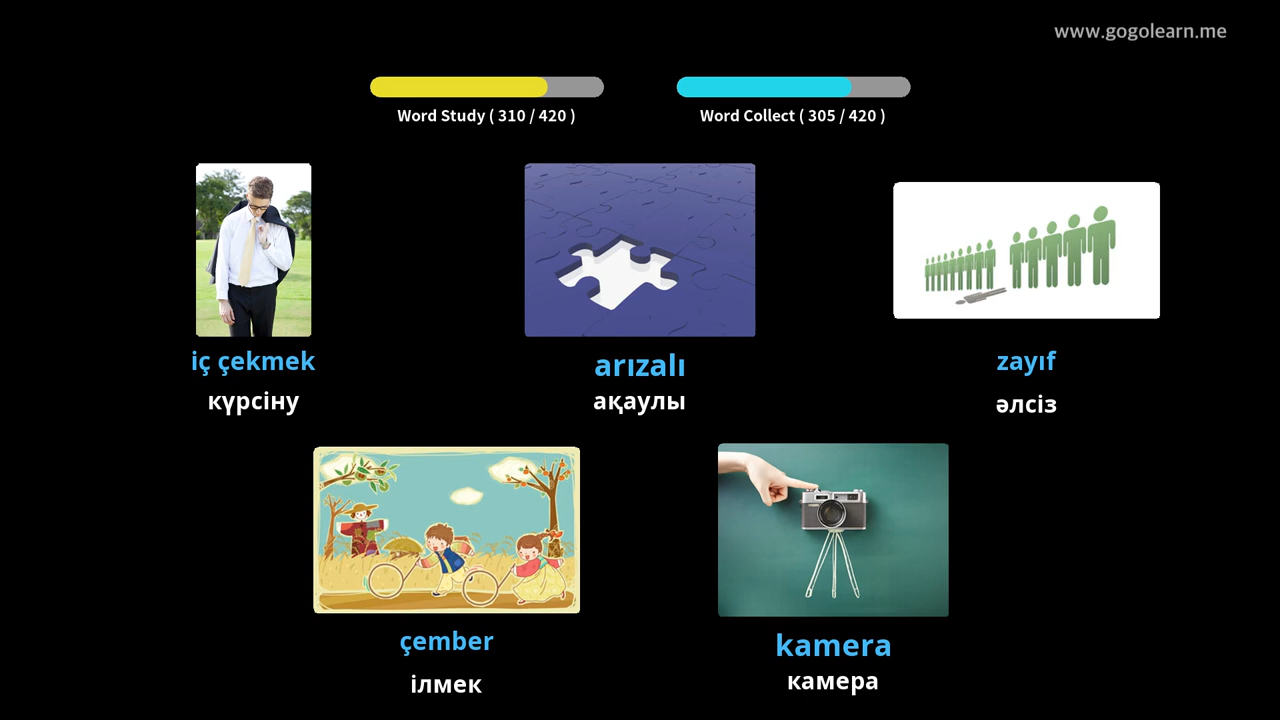 www.gogolearn.me
Word Study ( 310 / 420 )
Word Collect ( 305 / 420 )
iç çekmek
күрсіну
arızalı
ақаулы
zayıf
әлсіз
çember
ілмек
kamera
камера